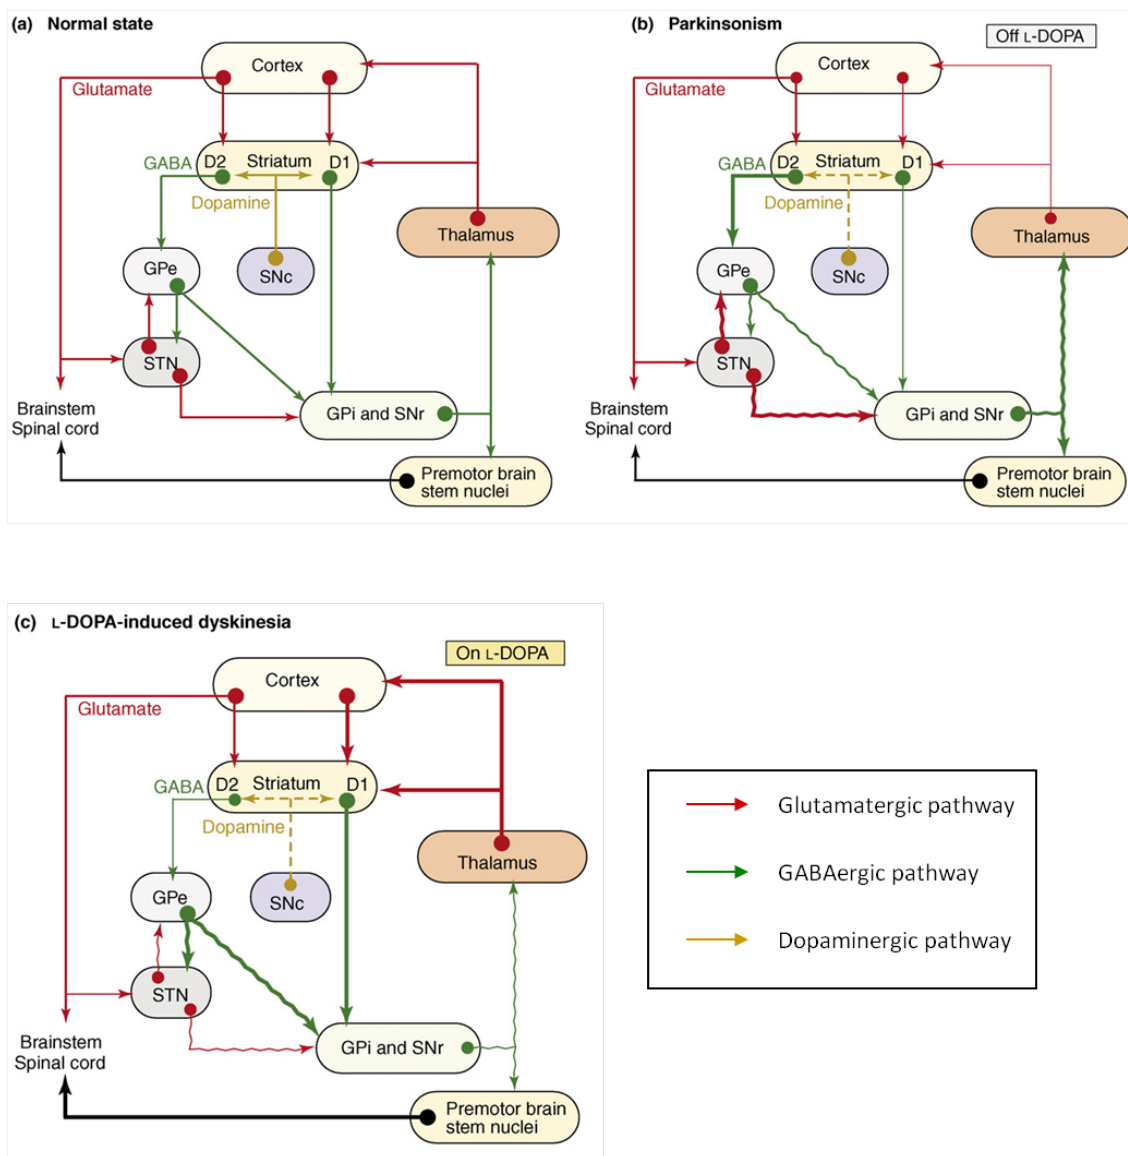 (a) Normal state
Cortex
Glutamate
GABA
D2 Striatum D1
Dopamine
Thalamus
GPe
SNc
STN
Brainstem
Spinal cord
GPi and SNr
Premotor brain
stem nuclei
(b) Parkinsonism
Off L-DOPA
Cortex
Glutamate
GABA
D2 Striatum D1
Dopamine
Thalamus
GPe
SNc
STN
Brainstem
Spinal cord
GPi and SNr
Premotor brain
stem nuclei
(c) L-DOPA-induced dyskinesia
On L-DOPA
Cortex
Glutamate
GABA
D2 Striatum D1
Dopamine
Thalamus
GPe
SNc
STN
Brainstem
Spinal cord
GPi and SNr
Premotor brain
stem nuclei
Glutamatergic pathway
GABAergic pathway
Dopaminergic pathway